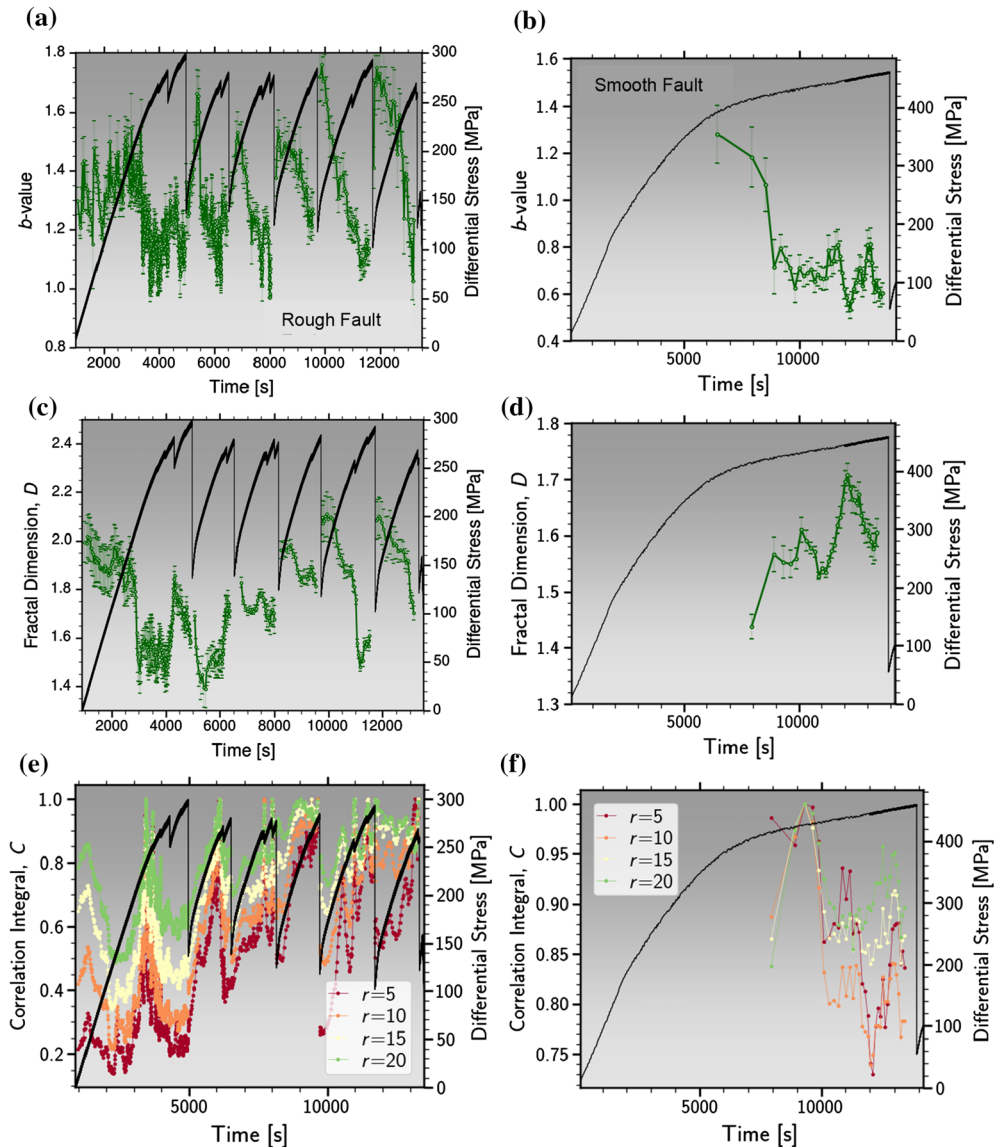 (a)
1.8
1.6
1.4
1.2
1.0
0.8
b-value
300
250
200
150
100
50
0
Differential Stress [MPa]
Rough Fault
2000 4000 6000 8000 10000 12000
Time [s]
(b)
1.6
1.4
1.2
1.0
0.8
0.6
0.4
b-value
Smooth Fault
400
300
200
100
0
Differential Stress [MPa]
5000 10000
Time [s]
(c)
2.4
2.2
2.0
1.8
1.6
1.4
Fractal Dimension, D
300
250
200
150
100
50
0
Differential Stress [MPa]
2000 4000 6000 8000 10000 12000
Time [s]
(d)
1.8
1.7
1.6
1.5
1.4
1.3
Fractal Dimension, D
400
300
200
100
0
Differential Stress [MPa]
5000 10000
Time [s]
(e)
1.0
0.8
0.6
0.4
0.2
Correlation Integral, C
300
250
200
150
100
50
0
Differential Stress [MPa]
r=5
r=10
r=15
r=20
5000 10000
Time [s]
(f)
1.00
0.95
0.90
0.85
0.80
0.75
Correlation Integral, C
r=5
r=10
r=15
r=20
400
300
200
100
0
Differential Stress [MPa]
5000 10000
Time [s]